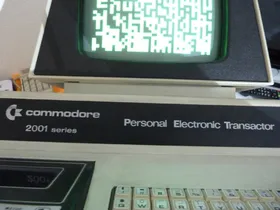 commodore
2001 series
Personal Electronic Transactor